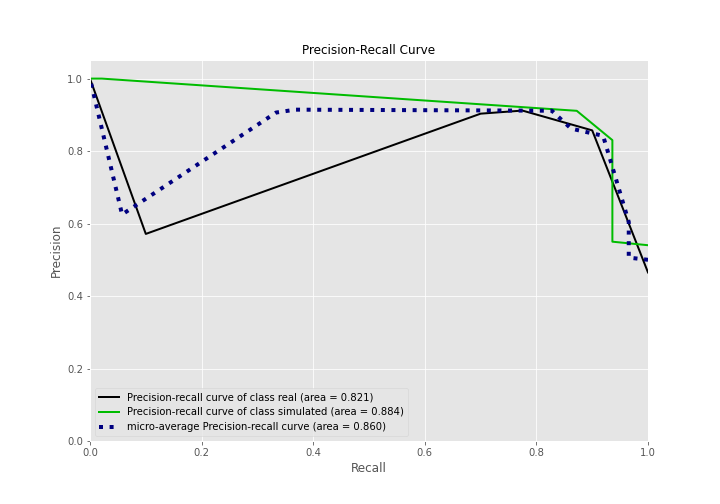 Precision-Recall Curve
Precision
1.0
0.8
0.6
0.4
0.2
0.0
Precision-recall curve of class real (area = 0.821)
Precision-recall curve of class simulated (area = 0.884)
micro-average Precision-recall curve (area = 0.860)
0.0 0.2 0.4 0.6 0.8 1.0
Recall